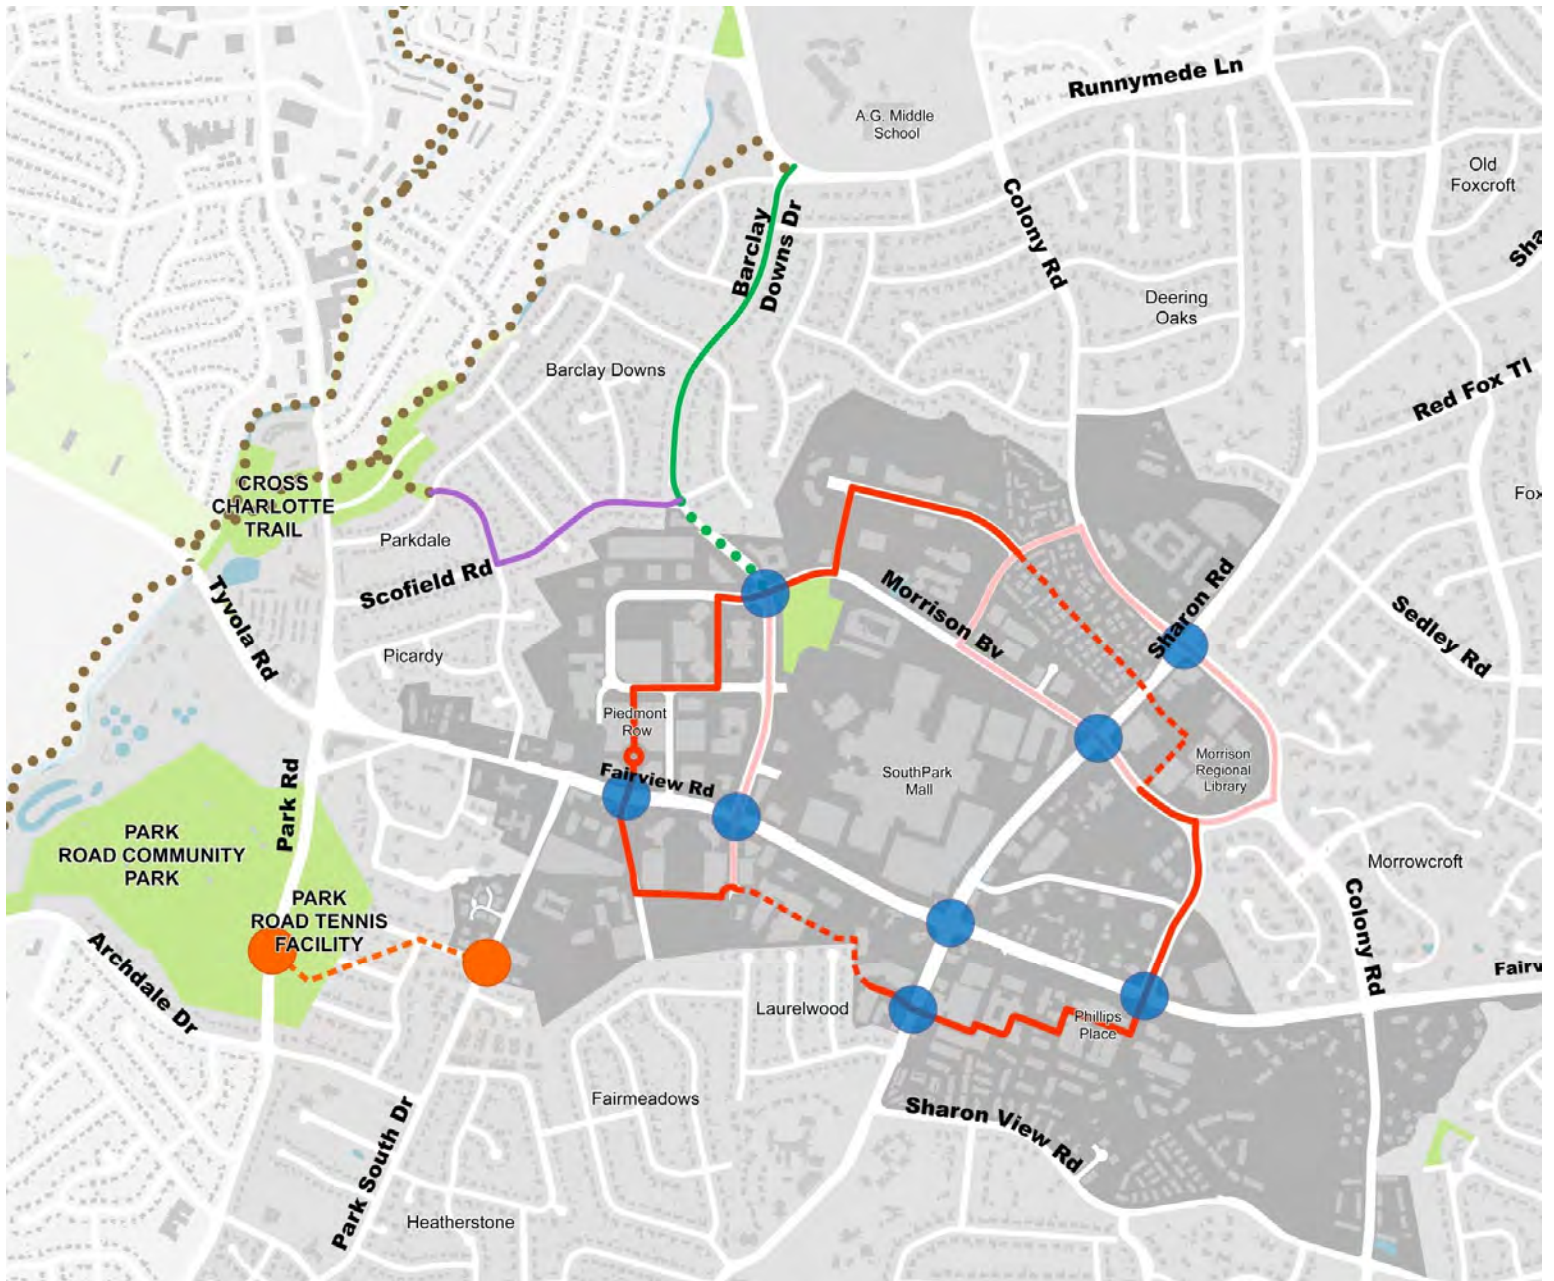 Runnymede Ln
A.G. Middle
School
Old
Foxcroft
Colony Rd
Barclay
Downs Dr
Sha
Deering
Oaks
Barclay Downs
Red Fox Tl
CROSS
CHARLOTTE
TRAIL
Fox
Parkdale
Scofield Rd
Tyvola Rd
Morrison Bv
Sharon Rd
Sedley Rd
Picardy
Piedmont
Row
Fairview Rd
SouthPark
Mall
Morrison
Regional
Library
Park Rd
PARK
ROAD COMMUNITY
PARK
Morrowcroft
PARK
ROAD TENNIS
FACILITY
Colony Rd
Archdale Dr
Fairv
Laurelwood
Phillips
Place
Fairmeadows
Sharon View Rd
Park South Dr
Heatherstone